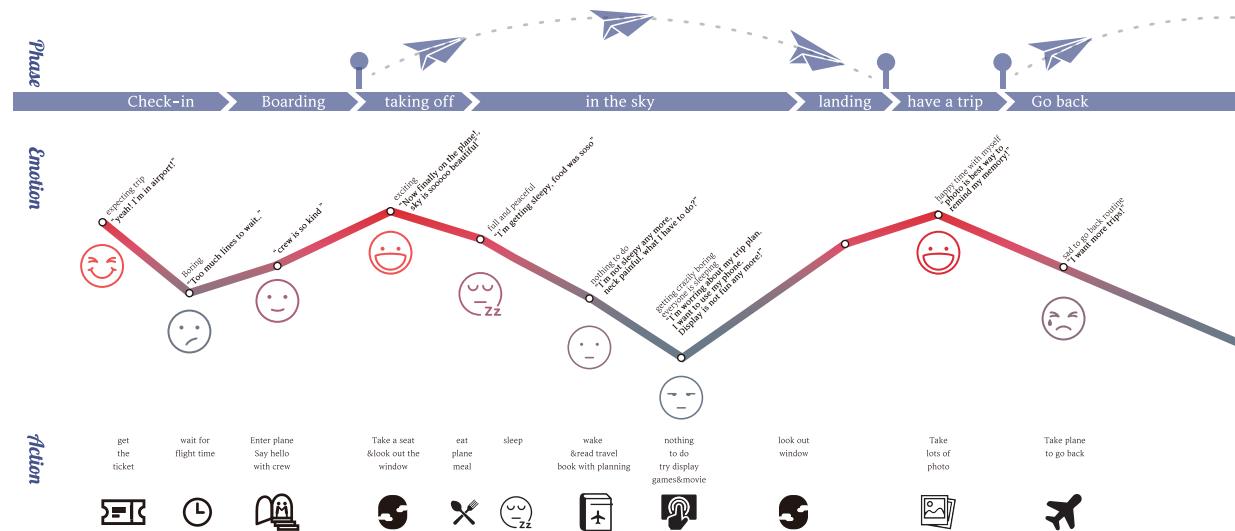 Phase
Check-in
Boarding
taking off
in the sky
landing
have a trip
Go back
Emotion
expecting trip
"yeah! I'm in airport!"
Boring
"Too much lines to wait.."
"crew is so kind "
exciting
"Now finally on the plane!.
sky is sooooo beautiful"
full and peaceful
"I'm getting sleepy, food was soso"
nothing to do
"I'm not sleepy any more,
neck painful, what I have to do?"
getting crazily boring
everyone is sleeping
"I'm worring about my trip plan.
I want to use my phone.
Display is not fun any more!"
happy time with myself
photo is best way to
remind my memory!"
sad to go back routine
"I want more trips!"
Action
get
the
ticket
wait for
flight time
Enter plane
Say hello
with crew
Take a seat
&look out the
window
eat
plane
meal
sleep
wake
&read travel
book with planning
nothing
to do
try display
games&movie
look out
window
Take
lots of
photo
Take plane
to go back
zz
zz